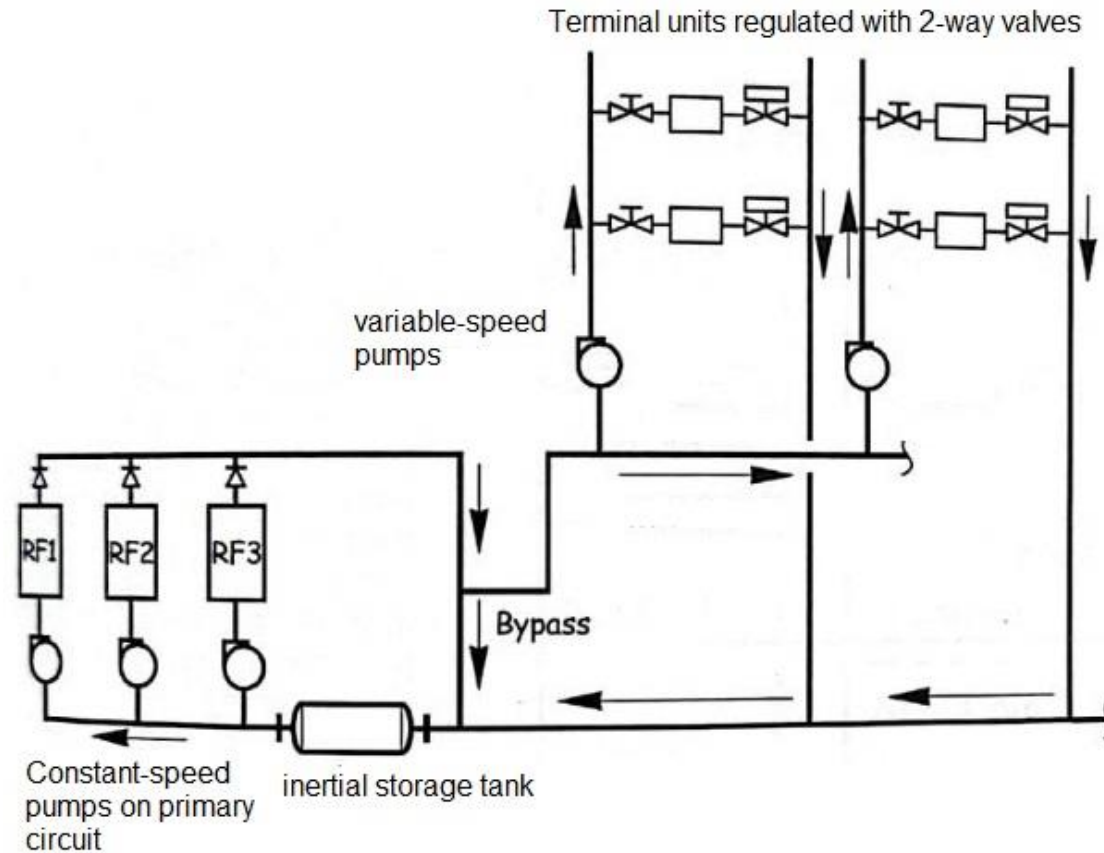 Terminal units regulated with 2-way valves
variable-speed
pumps
RF1
RF2
RF3
Bypass
Constant-speed
pumps on primary
circuit
inertial storage tank